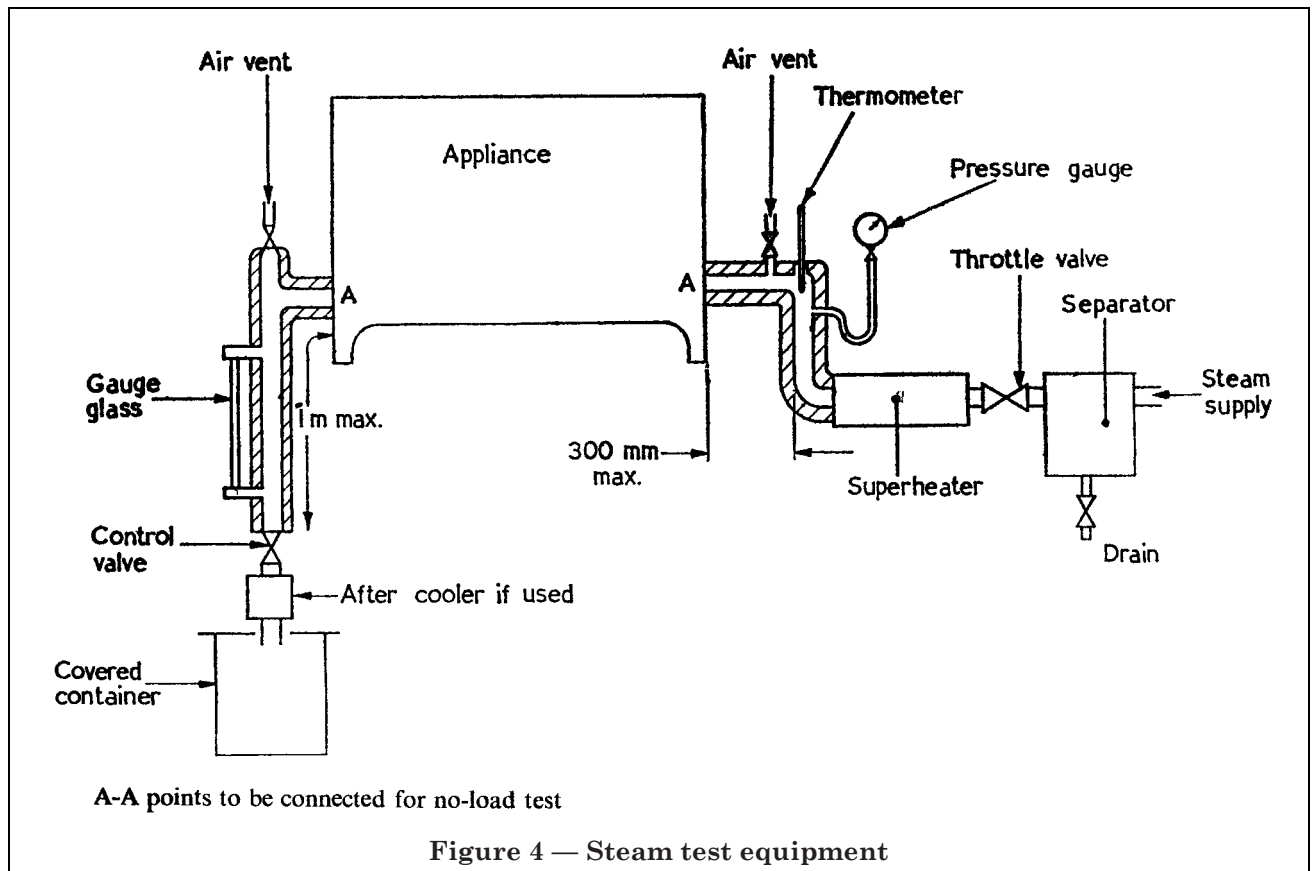 Air vent
Air vent
Thermometer
Appliance
Pressure gauge
Throttle valve
Separator
A
A
Steam
supply
Gauge
glass
1m max.
300 mm
max.
Superheater
Control
valve
Drain
After cooler if used
Covered
container
A-A points to be connected for no-load test
Figure 4 — Steam test equipment